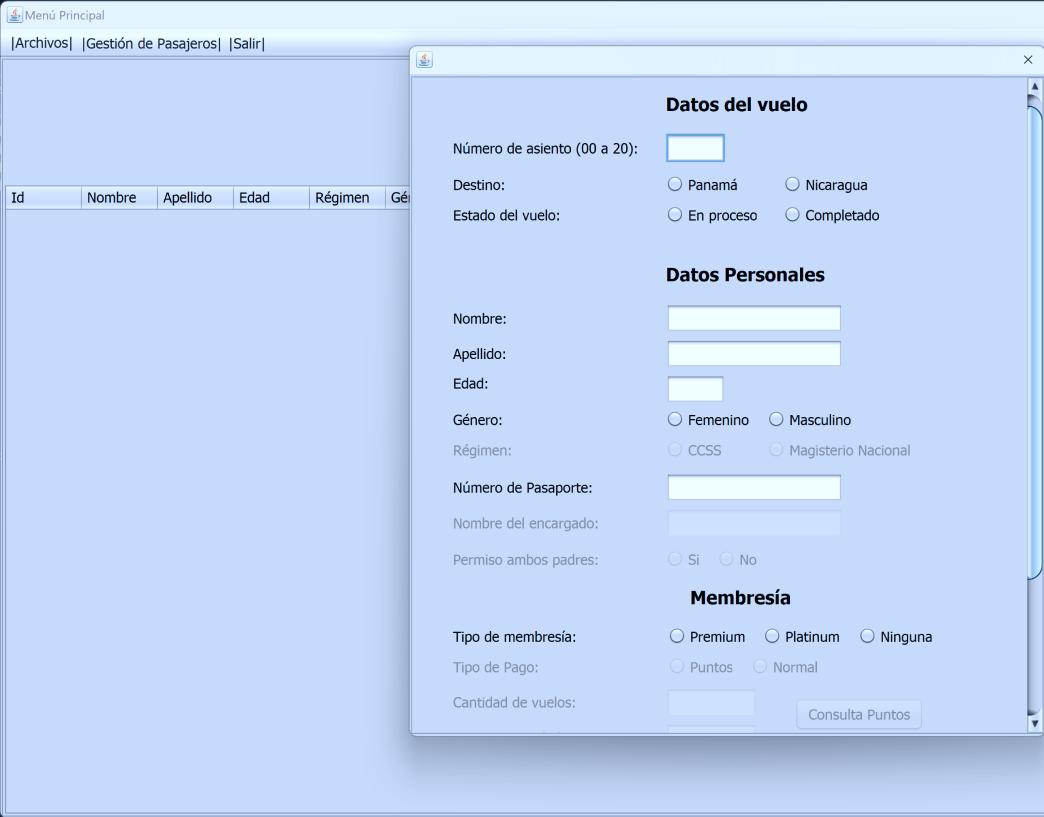 Menú Principal
|Archivos| |Gestión de Pasajeros| |Salir|
Id Nombre Apellido Edad Régimen
Datos del vuelo
Número de asiento (00 a 20):
Destino: Panamá Nicaragua
Estado del vuelo: En proceso Completado
Datos Personales
Nombre:
Apellido:
Edad:
Género: Femenino Masculino
Régimen: CCSS Magisterio Nacional
Número de Pasaporte:
Nombre del encargado:
Permiso ambos padres: Si No
Membresía
Tipo de membresía: Premium Platinum Ninguna
Tipo de Pago: Puntos Normal
Cantidad de vuelos: Consulta Puntos